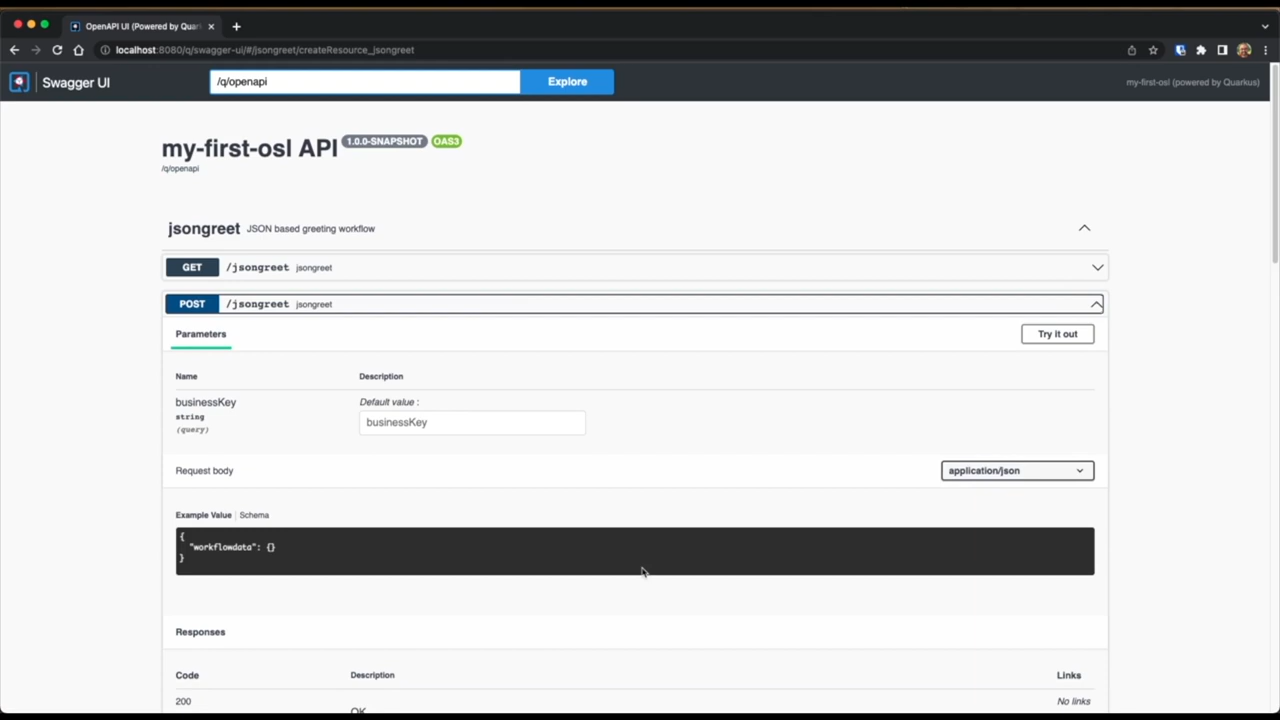 OpenAPI UI (Powered by Quar
localhost:8080/q/swagger-ui/#/jsongreet/createResource_jsongreet
Swagger UI
/q/openapi
Explore
my-first-osl (powered by Quarkus)
my-first-osl API 1.0.0-SNAPSHOT OAS3
/q/openapi
jsongreet JSON based greeting workflow
GET /jsongreet jsongreet
POST /jsongreet jsongreet
Parameters
Try it out
Name Description
businessKey
string
(query)
Default value :
businessKey
Request body
application/json
Example Value | Schema
{
"workflowdata": {}
}
Responses
Code Description Links
200
OK
No links